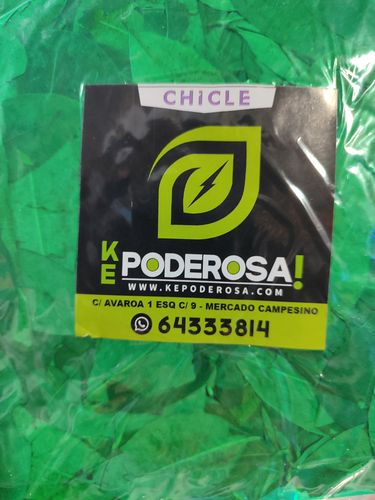 CHICLE
KE PODEROSA!
WWW.KEPODEROSA.COM
C/ AVAROA 1 ESQ C/ 9 - MERCADO CAMPESINO
64333814